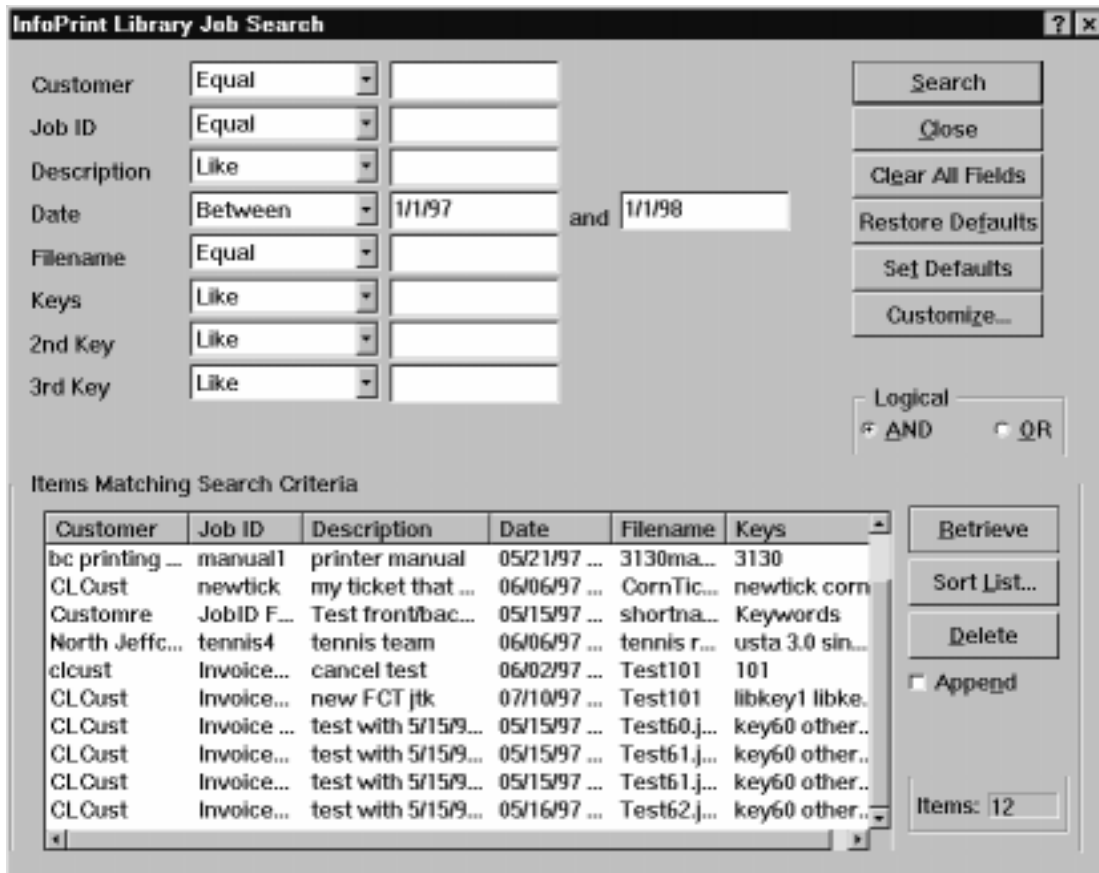 InfoPrint Library Job Search
Customer Equal
Search
Job ID Equal
Close
Description Like
Clear All Fields
Date Between 1/1/97 and 1/1/98
Restore Defaults
Filename Equal
Set Defaults
Keys Like
Customize...
2nd Key Like
3rd Key Like
Logical
AND OR
Items Matching Search Criteria
Customer Job ID Description Date Filename Keys
bc printing ... manual1 printer manual 05/21/97 ... 3130ma... 3130
CLCust newtick my ticket that ... 06/06/97 ... CornTic... newtick corn
Customre JobID F... Test front/bac... 05/15/97 ... shortna... Keywords
North Jeffc... tennis4 tennis team 06/06/97 ... tennis r... usta 3.0 sin...
clcust Invoice... cancel test 06/02/97 ... Test101 101
CLCust Invoice... new FCT jtk 07/10/97 ... Test101 libkey1 libke..
CLCust Invoice ... test with 5/15/9... 05/15/97 ... Test60.j... key60 other..
CLCust Invoice... test with 5/15/9... 05/15/97 ... Test61.j... key60 other..
CLCust Invoice... test with 5/15/9... 05/15/97 ... Test61.j... key60 other..
CLCust Invoice... test with 5/15/9... 05/16/97 ... Test62.j... key60 other..
Retrieve
Sort List...
Delete
Append
Items: 12